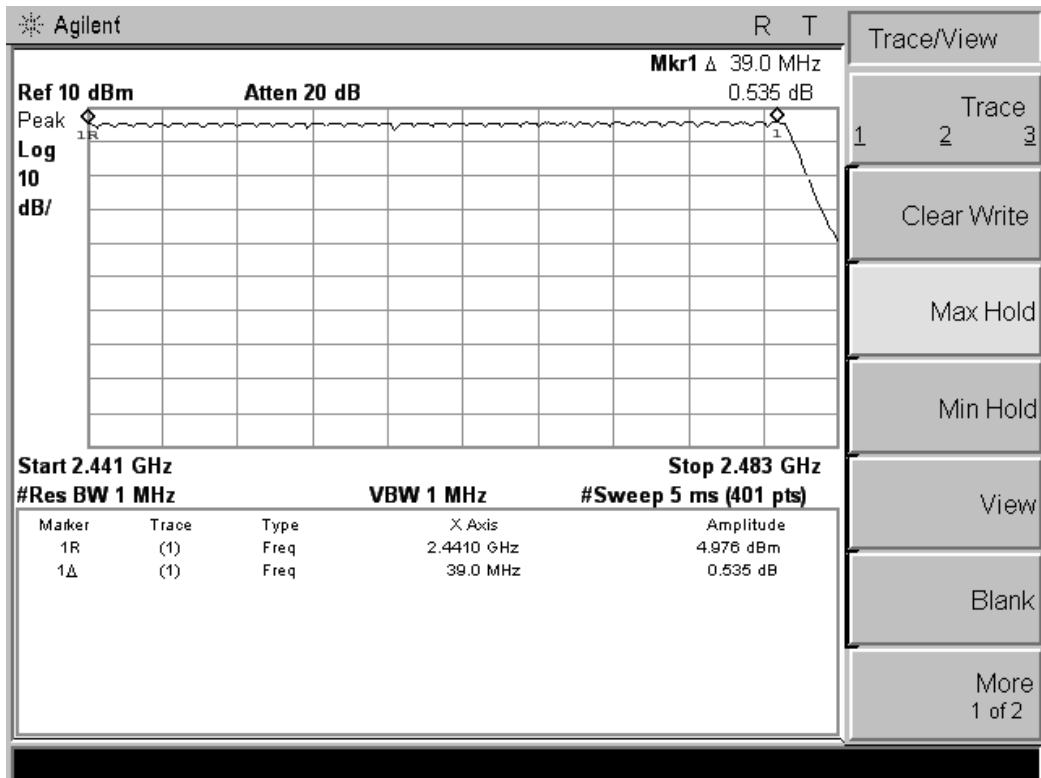 Agilent R T
Mkr1 Δ 39.0 MHz
Ref 10 dBm Atten 20 dB 0.535 dB
Peak
Log
10
dB/
1R
1
Start 2.441 GHz Stop 2.483 GHz
#Res BW 1 MHz VBW 1 MHz #Sweep 5 ms (401 pts)
Marker Trace Type X Axis Amplitude
1R (1) Freq 2.4410 GHz 4.976 dBm
1Δ (1) Freq 39.0 MHz 0.535 dB
Trace/View
Trace
1 2 3
Clear Write
Max Hold
Min Hold
View
Blank
More
1 of 2